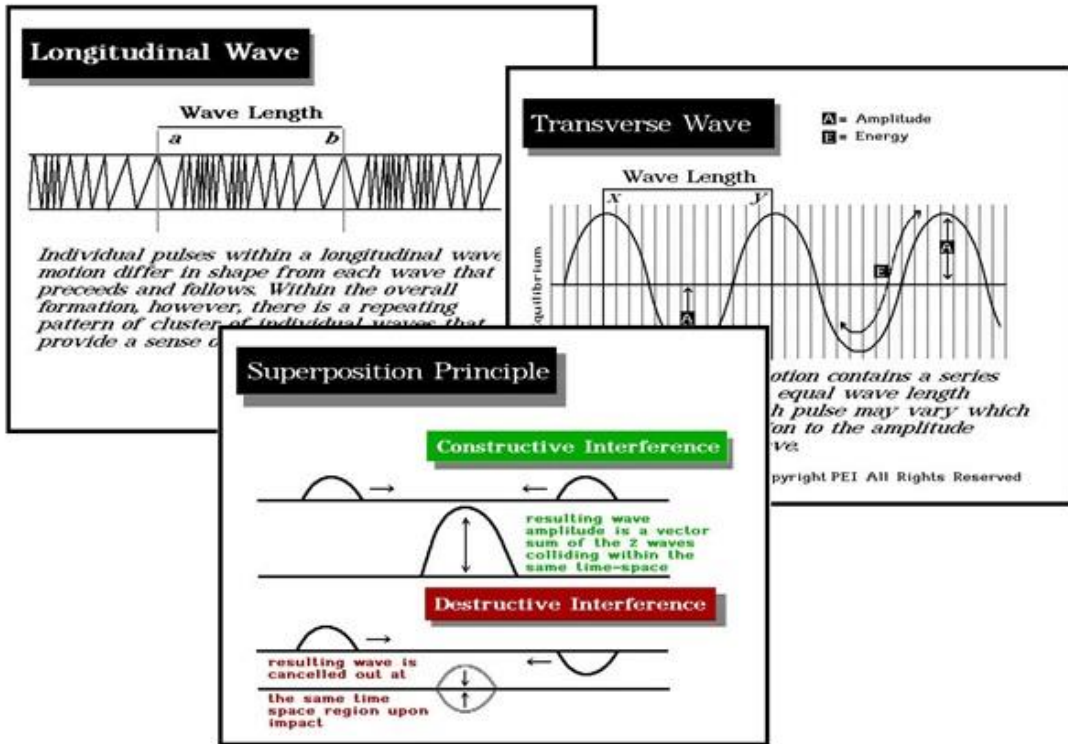 Longitudinal Wave
Wave Length
a b
Individual pulses within a longitudinal wave
motion differ in shape from each wave that
preceeds and follows. Within the overall
formation, however, there is a repeating
pattern of cluster of individual waves that
provide a sense o
Transverse Wave
A = Amplitude
E = Energy
Wave Length
x y
Equilibrium
A
E
A
otion contains a series
equal wave length
h pulse may vary which
ion to the amplitude
ve.
pyright PEI All Rights Reserved
Superposition Principle
Constructive Interference
resulting wave
amplitude is a vector
sum of the 2 waves
colliding within the
same time-space
Destructive Interference
resulting wave is
cancelled out at
the same time
space region upon
impact